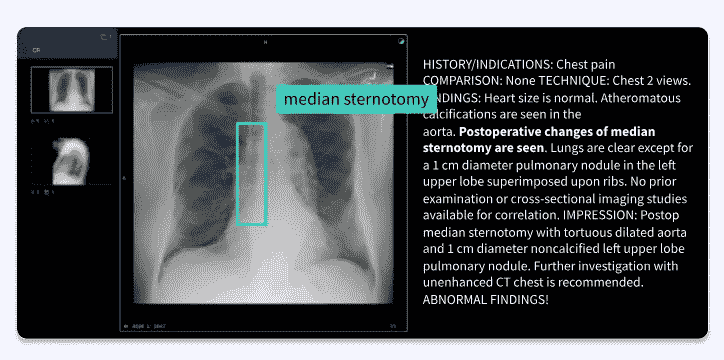 CR
median sternotomy
HISTORY/INDICATIONS: Chest pain
COMPARISON: None TECHNIQUE: Chest 2 views.
FINDINGS: Heart size is normal. Atheromatous
calcifications are seen in the
aorta. Postoperative changes of median
sternotomy are seen. Lungs are clear except for
a 1 cm diameter pulmonary nodule in the left
upper lobe superimposed upon ribs. No prior
examination or cross-sectional imaging studies
available for correlation. IMPRESSION: Postop
median sternotomy with tortuous dilated aorta
and 1 cm diameter noncalcified left upper lobe
pulmonary nodule. Further investigation with
unenhanced CT chest is recommended.
ABNORMAL FINDINGS!